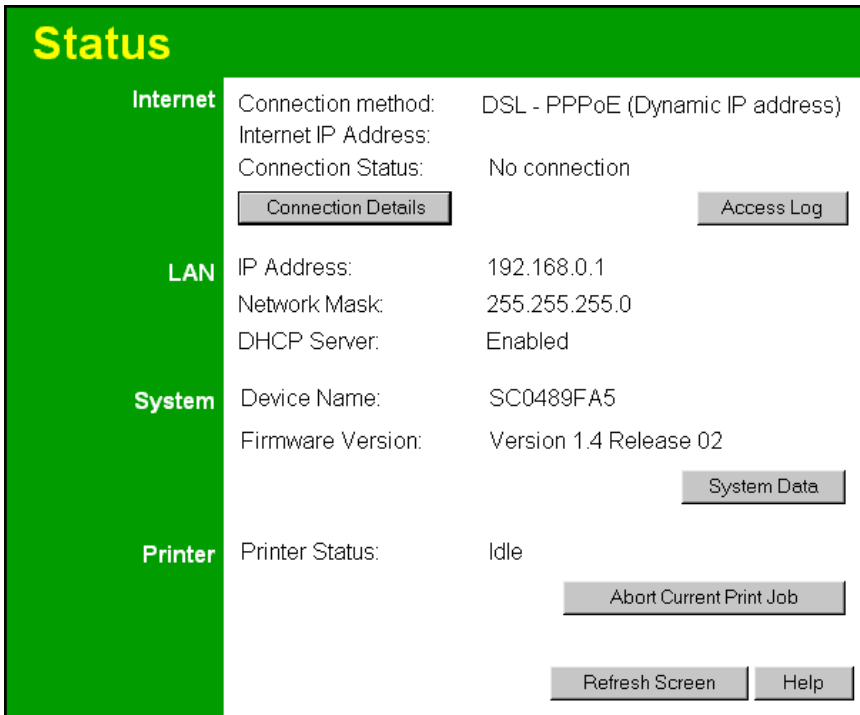 Status
Internet
Connection method: DSL - PPPoE (Dynamic IP address)
Internet IP Address:
Connection Status: No connection
Connection Details Access Log
LAN
IP Address: 192.168.0.1
Network Mask: 255.255.255.0
DHCP Server: Enabled
System
Device Name: SC0489FA5
Firmware Version: Version 1.4 Release 02
System Data
Printer
Printer Status: Idle
Abort Current Print Job
Refresh Screen Help